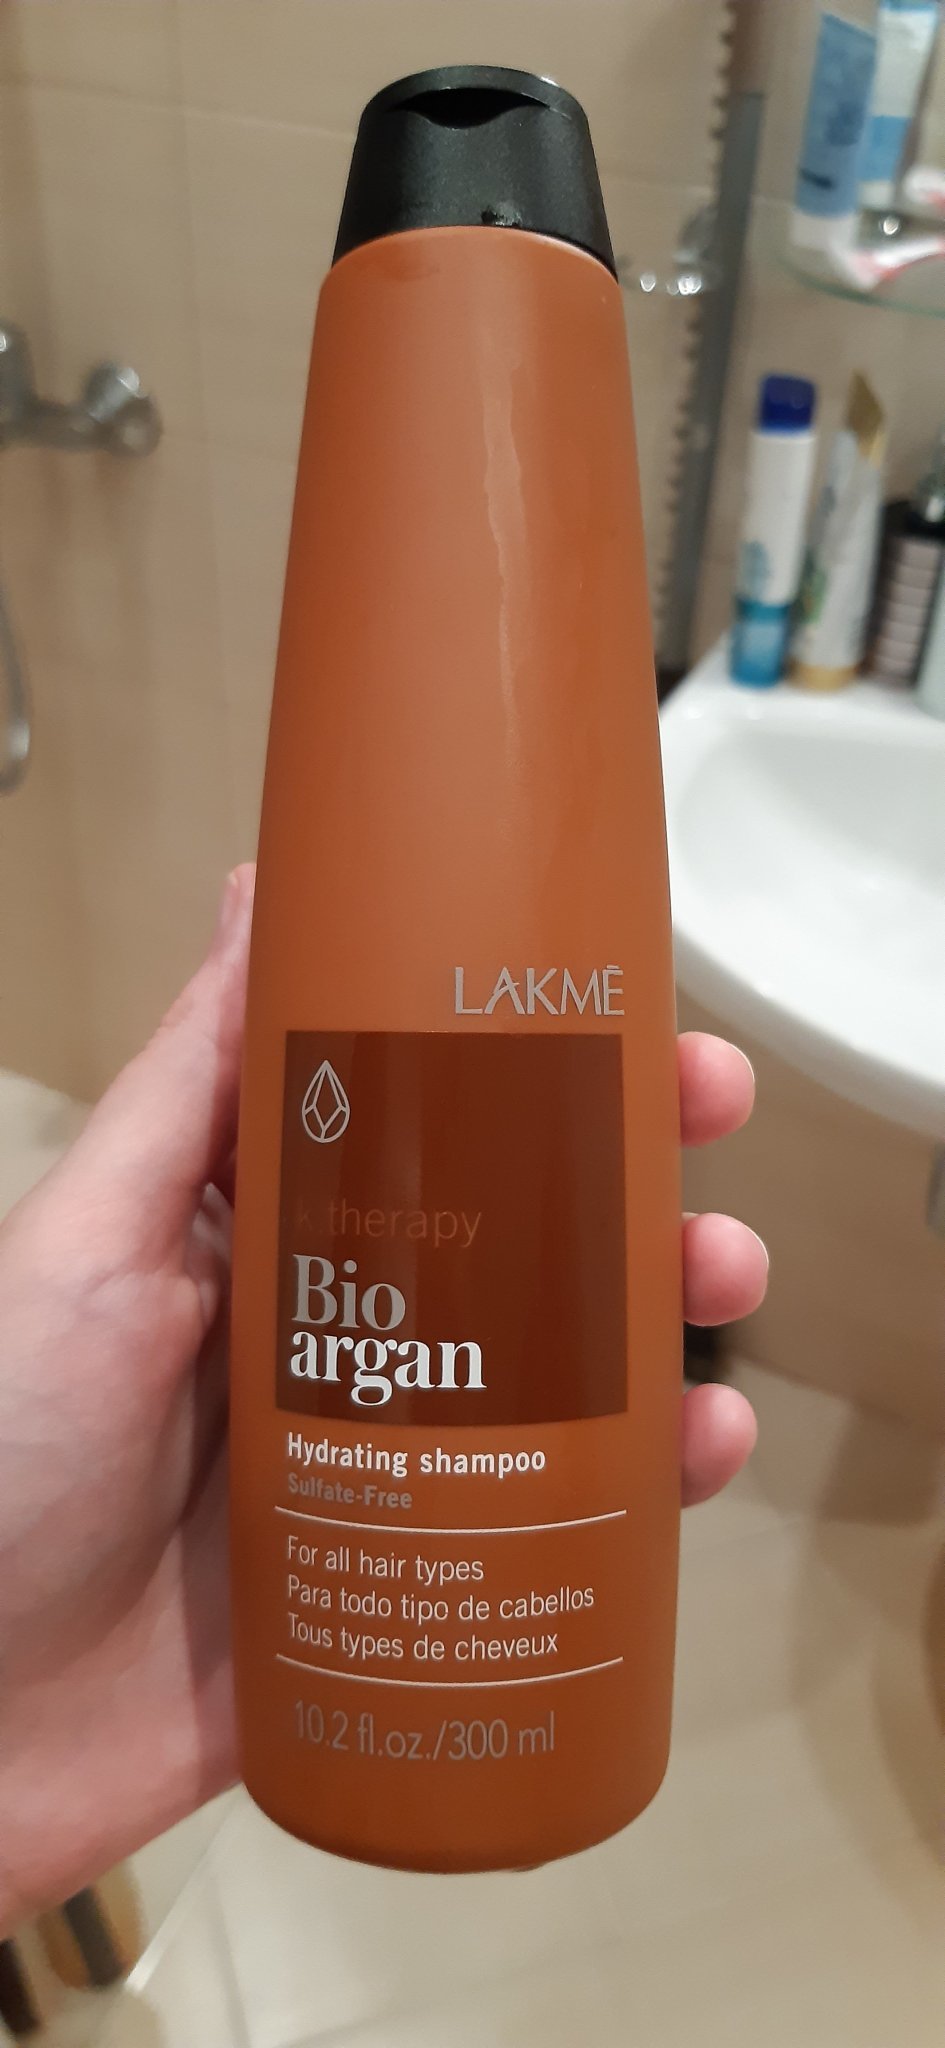 LAKMĒ
k.therapy
Bio
argan
Hydrating shampoo
Sulfate-Free
For all hair types
Para todo tipo de cabellos
Tous types de cheveux
10.2 fl.oz./300 ml